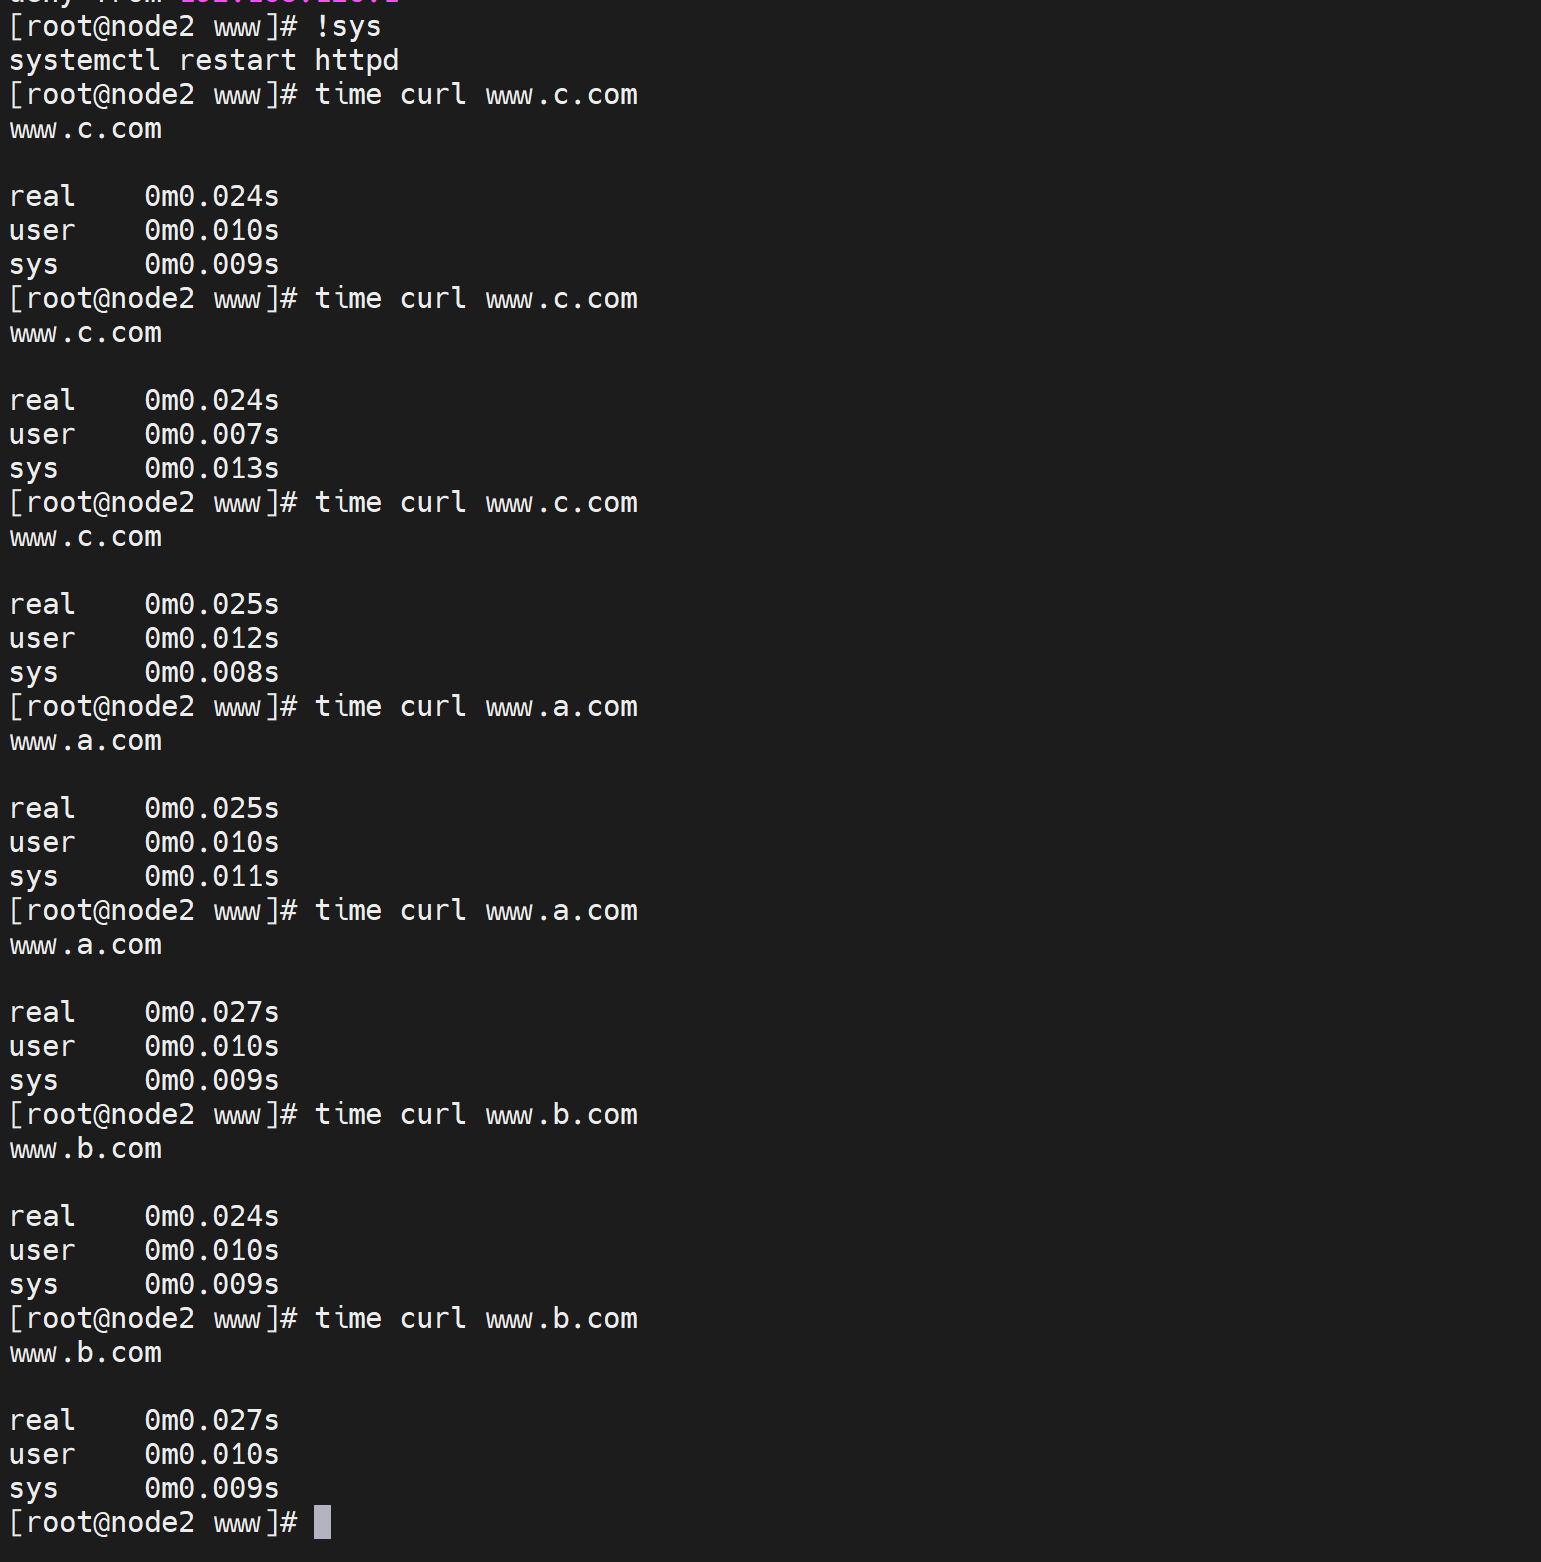 [root@node2 www]# !sys
systemctl restart httpd
[root@node2 www]# time curl www.c.com
www.c.com
real    0m0.024s
user    0m0.010s
sys     0m0.009s
[root@node2 www]# time curl www.c.com
www.c.com
real    0m0.024s
user    0m0.007s
sys     0m0.013s
[root@node2 www]# time curl www.c.com
www.c.com
real    0m0.025s
user    0m0.012s
sys     0m0.008s
[root@node2 www]# time curl www.a.com
www.a.com
real    0m0.025s
user    0m0.010s
sys     0m0.011s
[root@node2 www]# time curl www.a.com
www.a.com
real    0m0.027s
user    0m0.010s
sys     0m0.009s
[root@node2 www]# time curl www.b.com
www.b.com
real    0m0.024s
user    0m0.010s
sys     0m0.009s
[root@node2 www]# time curl www.b.com
www.b.com
real    0m0.027s
user    0m0.010s
sys     0m0.009s
[root@node2 www]#